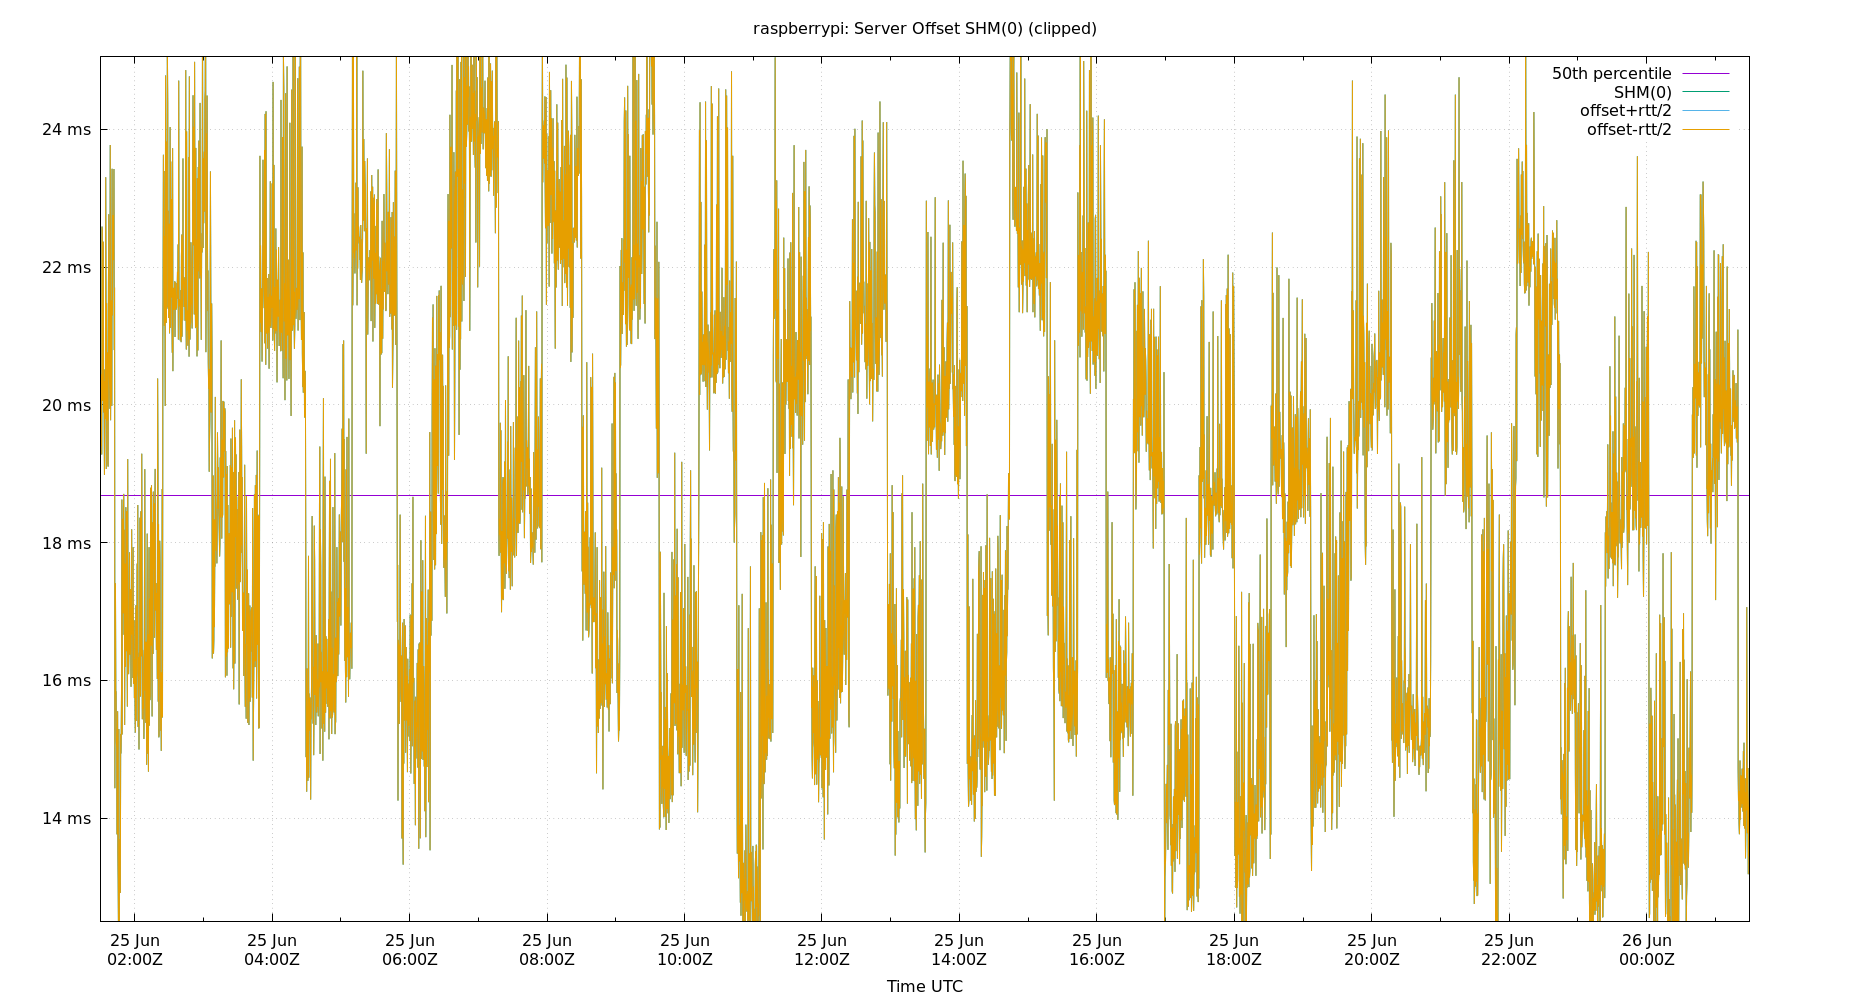 raspberrypi: Server Offset SHM(0) (clipped)
50th percentile
SHM(0)
offset+rtt/2
offset-rtt/2
24 ms
22 ms
20 ms
18 ms
16 ms
14 ms
25 Jun 25 Jun 25 Jun 25 Jun 25 Jun 25 Jun 25 Jun 25 Jun 25 Jun 25 Jun 25 Jun 26 Jun
02:00Z 04:00Z 06:00Z 08:00Z 10:00Z 12:00Z 14:00Z 16:00Z 18:00Z 20:00Z 22:00Z 00:00Z
Time UTC